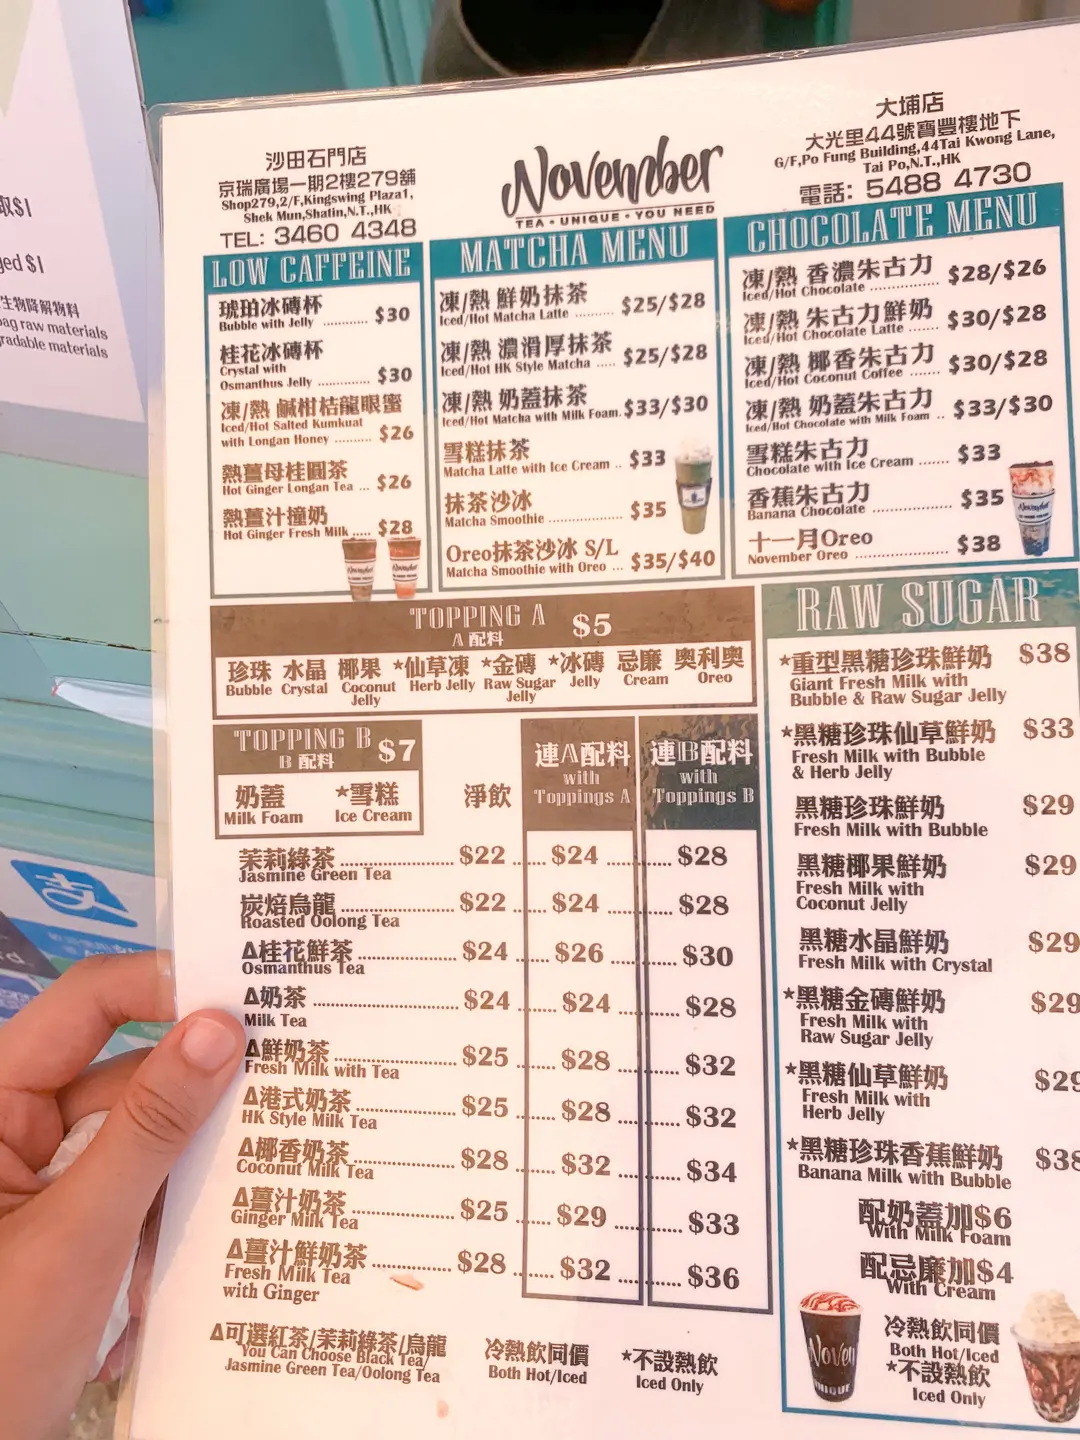 取$1
ged $1
生物降解物料
bag raw materials
radable materials
沙田石門店
京瑞廣場一期2樓279舖
Shop279,2/F,Kingswing Plaza1,
Shek Mun,Shatin,N.T.,HK
TEL: 3460 4348
November
TEA · UNIQUE · YOU NEED
大埔店
大光里44號寶豐樓地下
G/F,Po Fung Building,44Tai Kwong Lane,
Tai Po,N.T.,HK
電話: 5488 4730
LOW CAFFEINE
琥珀冰磚杯
Bubble with Jelly ........... $30
桂花冰磚杯
Crystal with
Osmanthus Jelly ............. $30
凍/熱 鹹柑桔龍眼蜜
Iced/Hot Salted Kumkuat
with Longan Honey ......... $26
熱薑母桂圓茶
Hot Ginger Longan Tea ... $26
熱薑汁撞奶
Hot Ginger Fresh Milk ..... $28
MATCHA MENU
凍/熱 鮮奶抹茶
Iced/Hot Matcha Latte ......... $25/$28
凍/熱 濃滑厚抹茶
Iced/Hot HK Style Matcha ..... $25/$28
凍/熱 奶蓋抹茶
Iced/Hot Matcha with Milk Foam. $33/$30
雪糕抹茶
Matcha Latte with Ice Cream .. $33
抹茶沙冰
Matcha Smoothie .................... $35
Oreo抹茶沙冰 S/L
Matcha Smoothie with Oreo ... $35/$40
CHOCOLATE MENU
凍/熱 香濃朱古力
Iced/Hot Chocolate ............... $28/$26
凍/熱 朱古力鮮奶
Iced/Hot Chocolate Latte ....... $30/$28
凍/熱 椰香朱古力
Iced/Hot Coconut Coffee ....... $30/$28
凍/熱 奶蓋朱古力
Iced/Hot Chocolate with Milk Foam .. $33/$30
雪糕朱古力
Chocolate with Ice Cream ....... $33
香蕉朱古力
Banana Chocolate ................... $35
十一月Oreo
November Oreo ...................... $38
TOPPING A
A 配料
$5
珍珠 水晶 椰果 *仙草凍 *金磚 *冰磚 忌廉 奧利奧
Bubble Crystal Coconut Jelly Herb Jelly Raw Sugar Jelly Jelly Cream Oreo
TOPPING B
B 配料
$7
奶蓋 *雪糕
Milk Foam Ice Cream
淨飲
連A配料
with
Toppings A
連B配料
with
Toppings B
茉莉綠茶 ...................... $22 ...... $24 ............. $28
Jasmine Green Tea
炭焙烏龍 ...................... $22 ...... $24 ............. $28
Roasted Oolong Tea
Δ桂花鮮茶 .................... $24 ...... $26 ............. $30
Osmanthus Tea
Δ奶茶 ........................... $24 ...... $24 ............. $28
Milk Tea
Δ鮮奶茶 ....................... $25 ...... $28 ............. $32
Fresh Milk with Tea
Δ港式奶茶 .................... $25 ...... $28 ............. $32
HK Style Milk Tea
Δ椰香奶茶 .................... $28 ...... $32 ............. $34
Coconut Milk Tea
Δ薑汁奶茶 .................... $25 ...... $29 ............. $33
Ginger Milk Tea
Δ薑汁鮮奶茶 ................ $28 ...... $32 ............. $36
Fresh Milk Tea
with Ginger
Δ可選紅茶/茉莉綠茶/烏龍
You Can Choose Black Tea/
Jasmine Green Tea/Oolong Tea
冷熱飲同價
Both Hot/Iced
*不設熱飲
Iced Only
RAW SUGAR
*重型黑糖珍珠鮮奶 $38
Giant Fresh Milk with
Bubble & Raw Sugar Jelly
*黑糖珍珠仙草鮮奶 $33
Fresh Milk with Bubble
& Herb Jelly
黑糖珍珠鮮奶 $29
Fresh Milk with Bubble
黑糖椰果鮮奶 $29
Fresh Milk with
Coconut Jelly
黑糖水晶鮮奶 $29
Fresh Milk with Crystal
*黑糖金磚鮮奶 $29
Fresh Milk with
Raw Sugar Jelly
*黑糖仙草鮮奶 $29
Fresh Milk with
Herb Jelly
*黑糖珍珠香蕉鮮奶 $38
Banana Milk with Bubble
配奶蓋加$6
With Milk Foam
配忌廉加$4
With Cream
冷熱飲同價
Both Hot/Iced
*不設熱飲
Iced Only